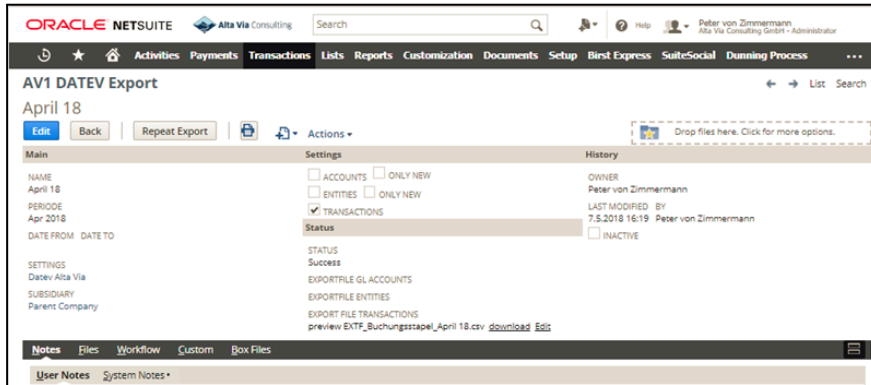 ORACLE NETSUITE Alta Via Consulting Search Help Peter von Zimmermann
Alta Via Consulting GmbH - Administrator
Activities Payments Transactions Lists Reports Customization Documents Setup Birst Express SuiteSocial Dunning Process
AV1 DATEV Export List Search
April 18
Edit Back Repeat Export Actions Drop files here. Click for more options.
Main Settings History
NAME ACCOUNTS ONLY NEW OWNER
April 18 Peter von Zimmermann
ENTITIES ONLY NEW
PERIODE LAST MODIFIED BY
Apr 2018 TRANSACTIONS 7.5.2018 16:19 Peter von Zimmermann
DATE FROM DATE TO Status INACTIVE
STATUS
SETTINGS Success
Datev Alta Via EXPORTFILE GL ACCOUNTS
SUBSIDIARY EXPORTFILE ENTITIES
Parent Company
EXPORT FILE TRANSACTIONS
preview EXTF_Buchungsstapel_April 18.csv download Edit
Notes Files Workflow Custom Box Files
User Notes System Notes•